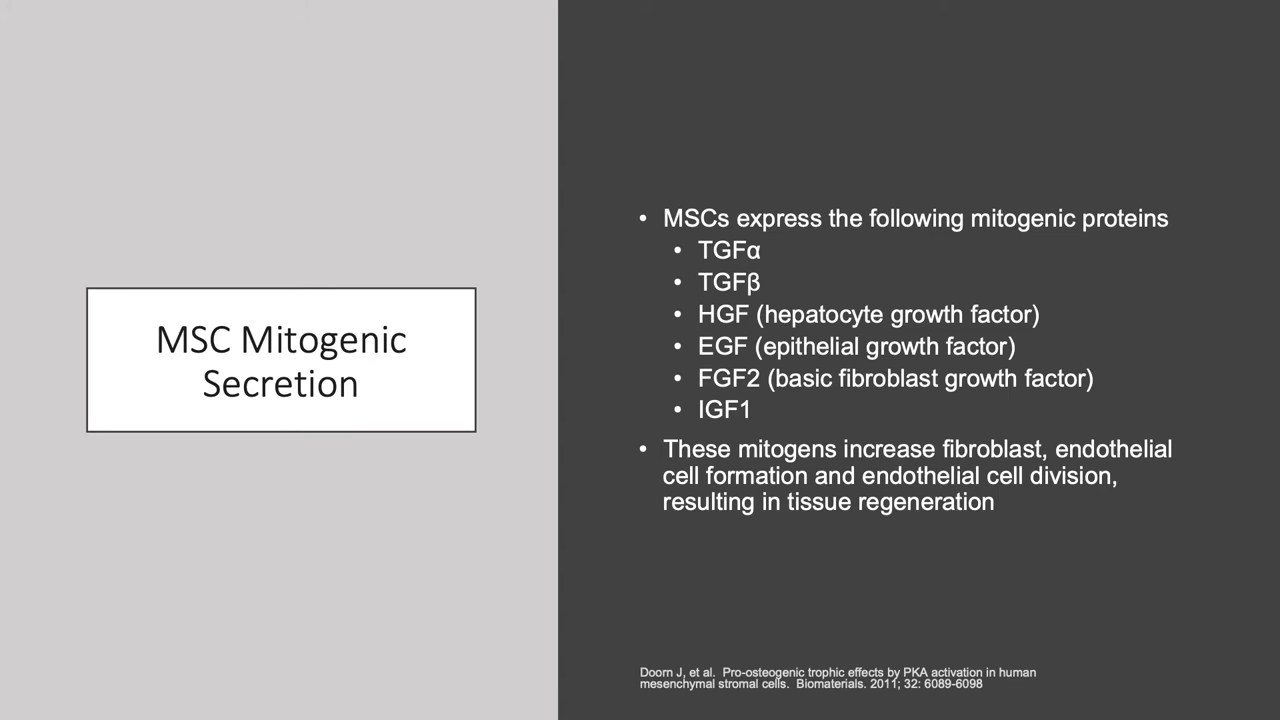 MSC Mitogenic
Secretion
• MSCs express the following mitogenic proteins
• TGFα
• TGFβ
• HGF (hepatocyte growth factor)
• EGF (epithelial growth factor)
• FGF2 (basic fibroblast growth factor)
• IGF1
• These mitogens increase fibroblast, endothelial
cell formation and endothelial cell division,
resulting in tissue regeneration
Doorn J, et al. Pro-osteogenic trophic effects by PKA activation in human
mesenchymal stromal cells. Biomaterials. 2011; 32: 6089-6098